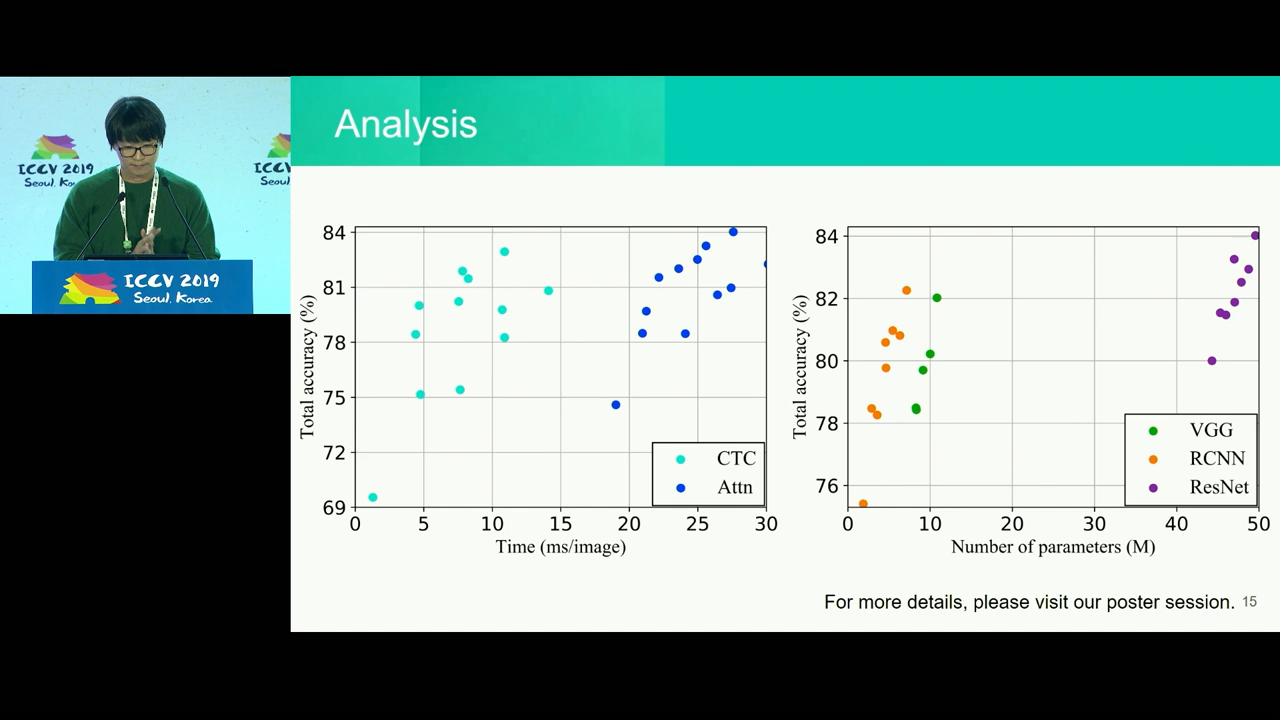 ICCV 2019
Seoul, Ko
ICC
Seoul,
ICCV 2019
Seoul, Korea
Analysis
Total accuracy (%)
84
81
78
75
72
69
0 5 10 15 20 25 30
Time (ms/image)
CTC
Attn
Total accuracy (%)
84
82
80
78
76
0 10 20 30 40 50
Number of parameters (M)
VGG
RCNN
ResNet
For more details, please visit our poster session. 15